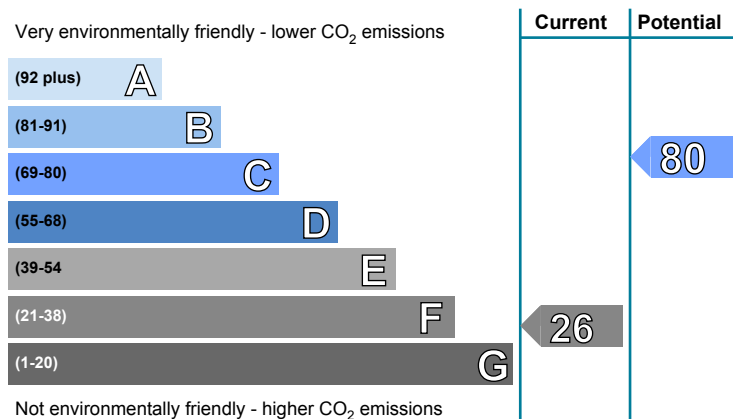 Current Potential
Very environmentally friendly - lower CO₂ emissions
(92 plus) A
(81-91) B
(69-80) C
80
(55-68) D
(39-54 E
(21-38) F
26
(1-20) G
Not environmentally friendly - higher CO₂ emissions